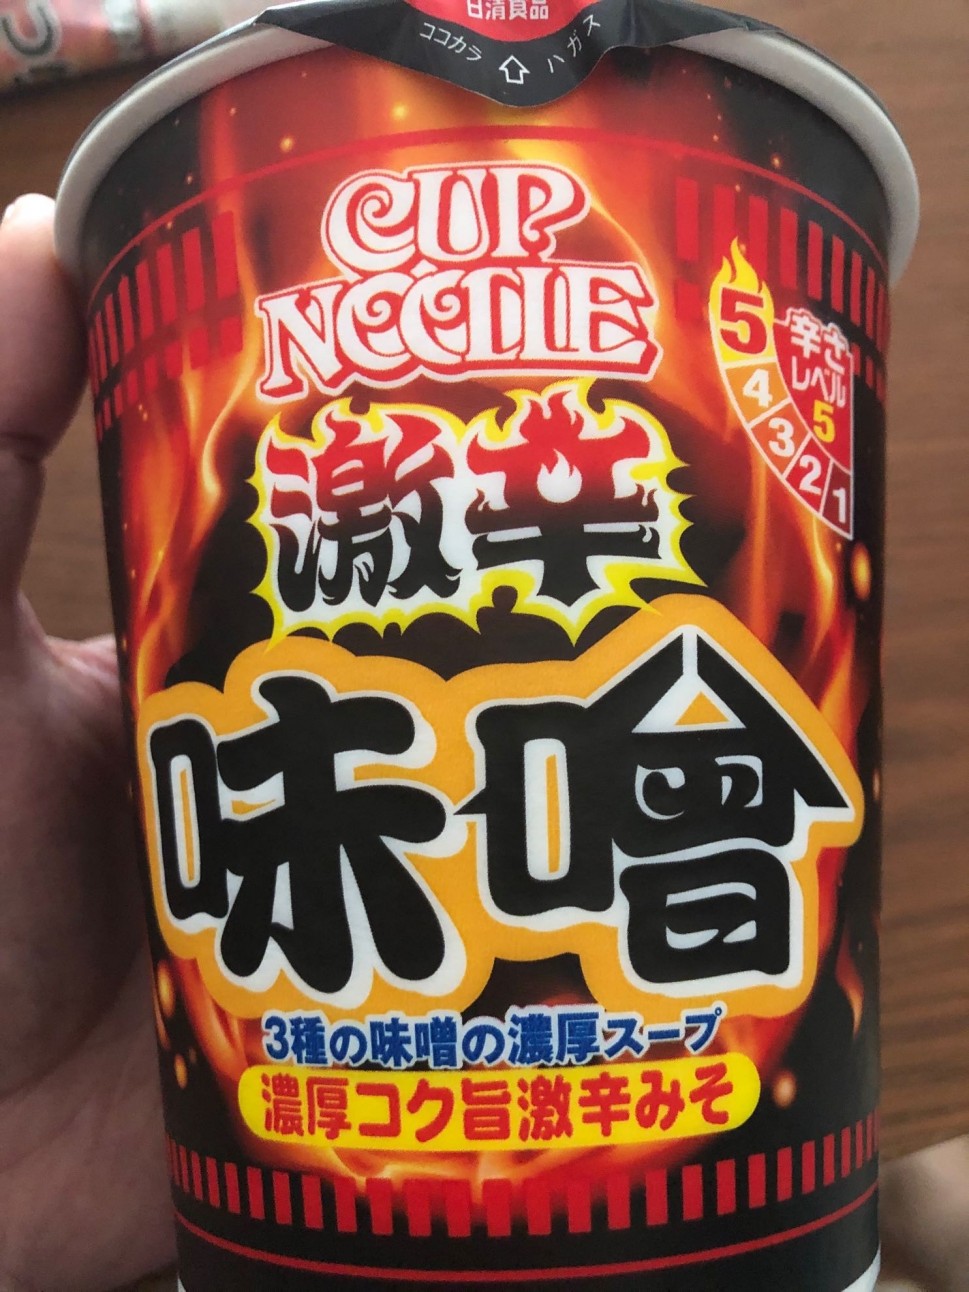 日清食品
ココカラ ハガス
CUP
NOODLE
辛さ
レベル
5
5
4
3
2
1
激辛
味噌
3種の味噌の濃厚スープ
濃厚コク旨激辛みそ